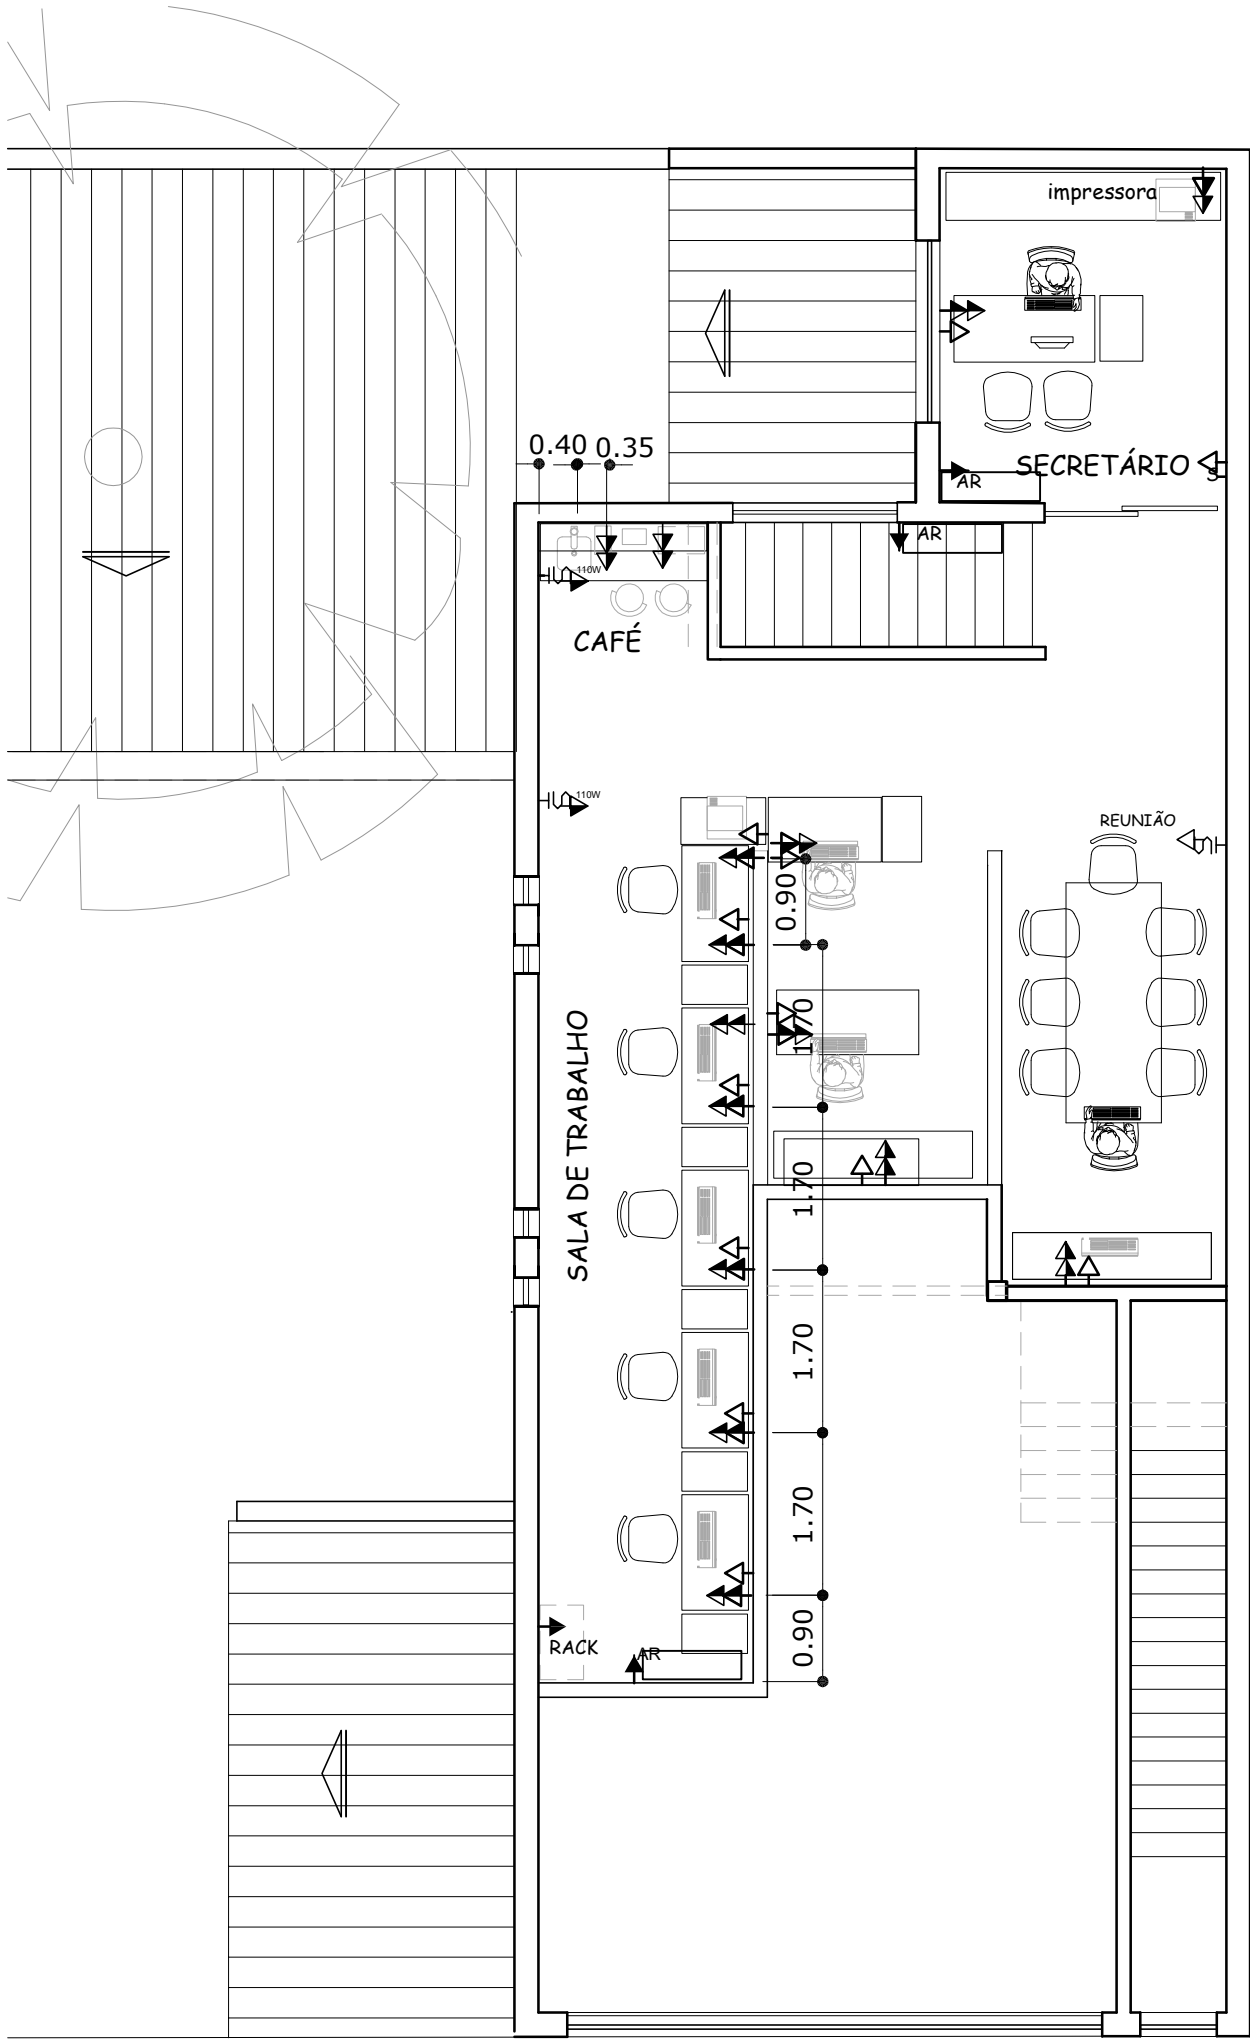 impressora
0.40
0.35
SECRETÁRIO
S
AR
AR
110W
CAFÉ
110W
REUNIÃO
0.90
1.70
SALA DE TRABALHO
1.70
1.70
1.70
0.90
RACK
AR